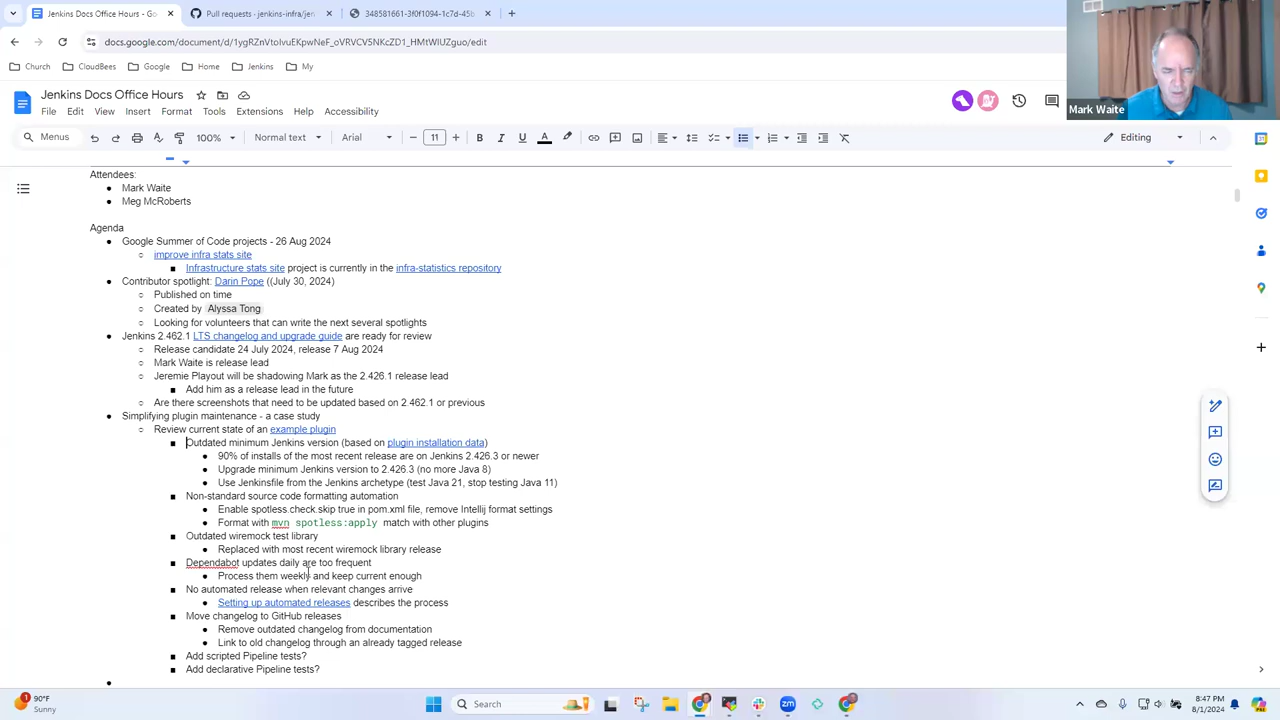 Jenkins Docs Office Hours - Go
Pull requests · jenkins-infra/jen
348581661-3f0f1094-1c7d-45b
docs.google.com/document/d/1ygRZnVtoIvuEKpwNeF_oVRVCV5NKcZD1_HMtWIUZguo/edit
Church
CloudBees
Google
Home
Jenkins
My
Jenkins Docs Office Hours
File Edit View Insert Format Tools Extensions Help Accessibility
Menus
100%
Normal text
Arial
11
Editing
Mark Waite
Attendees:
Mark Waite
Meg McRoberts
Agenda
Google Summer of Code projects - 26 Aug 2024
improve infra stats site
Infrastructure stats site project is currently in the infra-statistics repository
Contributor spotlight: Darin Pope ((July 30, 2024)
Published on time
Created by Alyssa Tong
Looking for volunteers that can write the next several spotlights
Jenkins 2.462.1 LTS changelog and upgrade guide are ready for review
Release candidate 24 July 2024, release 7 Aug 2024
Mark Waite is release lead
Jeremie Playout will be shadowing Mark as the 2.426.1 release lead
Add him as a release lead in the future
Are there screenshots that need to be updated based on 2.462.1 or previous
Simplifying plugin maintenance - a case study
Review current state of an example plugin
Outdated minimum Jenkins version (based on plugin installation data)
90% of installs of the most recent release are on Jenkins 2.426.3 or newer
Upgrade minimum Jenkins version to 2.426.3 (no more Java 8)
Use Jenkinsfile from the Jenkins archetype (test Java 21, stop testing Java 11)
Non-standard source code formatting automation
Enable spotless.check.skip true in pom.xml file, remove Intellij format settings
Format with mvn spotless:apply match with other plugins
Outdated wiremock test library
Replaced with most recent wiremock library release
Dependabot updates daily are too frequent
Process them weekly and keep current enough
No automated release when relevant changes arrive
Setting up automated releases describes the process
Move changelog to GitHub releases
Remove outdated changelog from documentation
Link to old changelog through an already tagged release
Add scripted Pipeline tests?
Add declarative Pipeline tests?
1
90°F
Sunny
Search
8:47 PM
8/1/2024